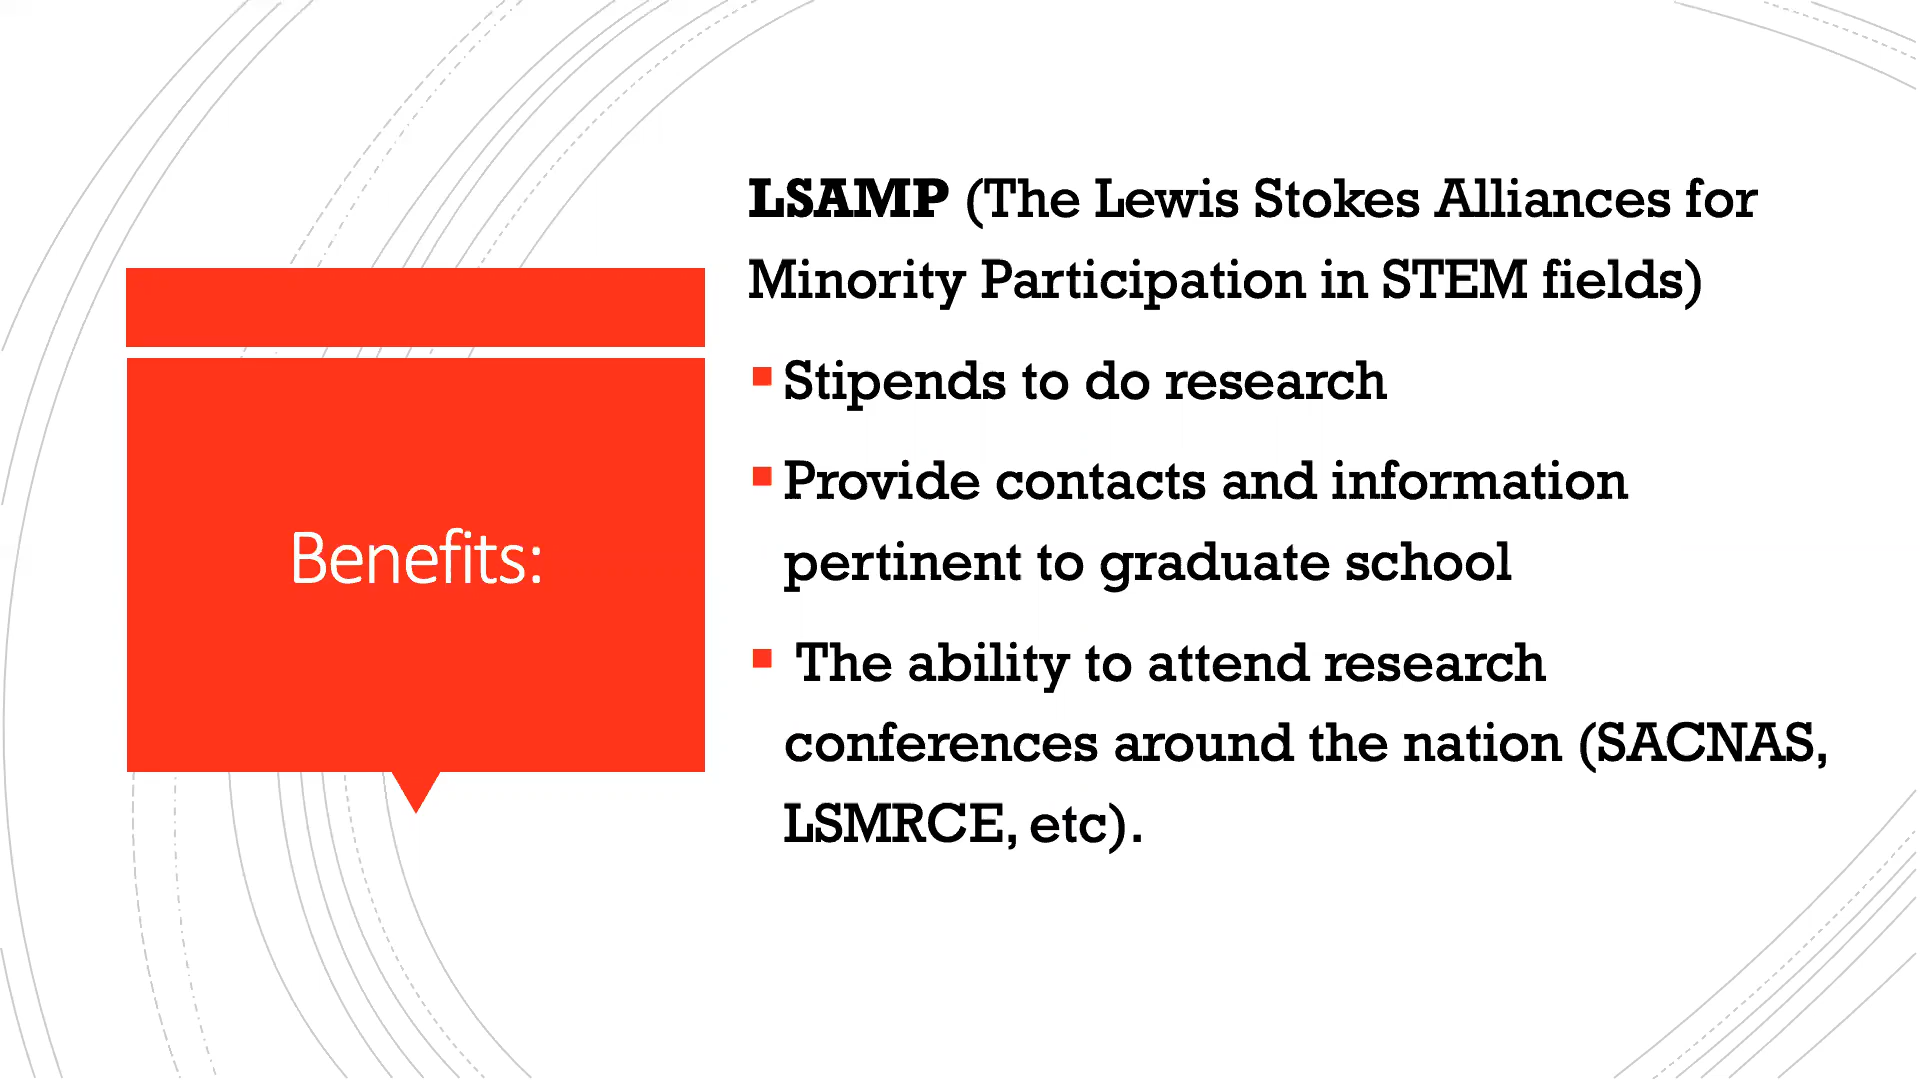 Benefits:
LSAMP (The Lewis Stokes Alliances for
Minority Participation in STEM fields)
Stipends to do research
Provide contacts and information
pertinent to graduate school
The ability to attend research
conferences around the nation (SACNAS,
LSMRCE, etc).